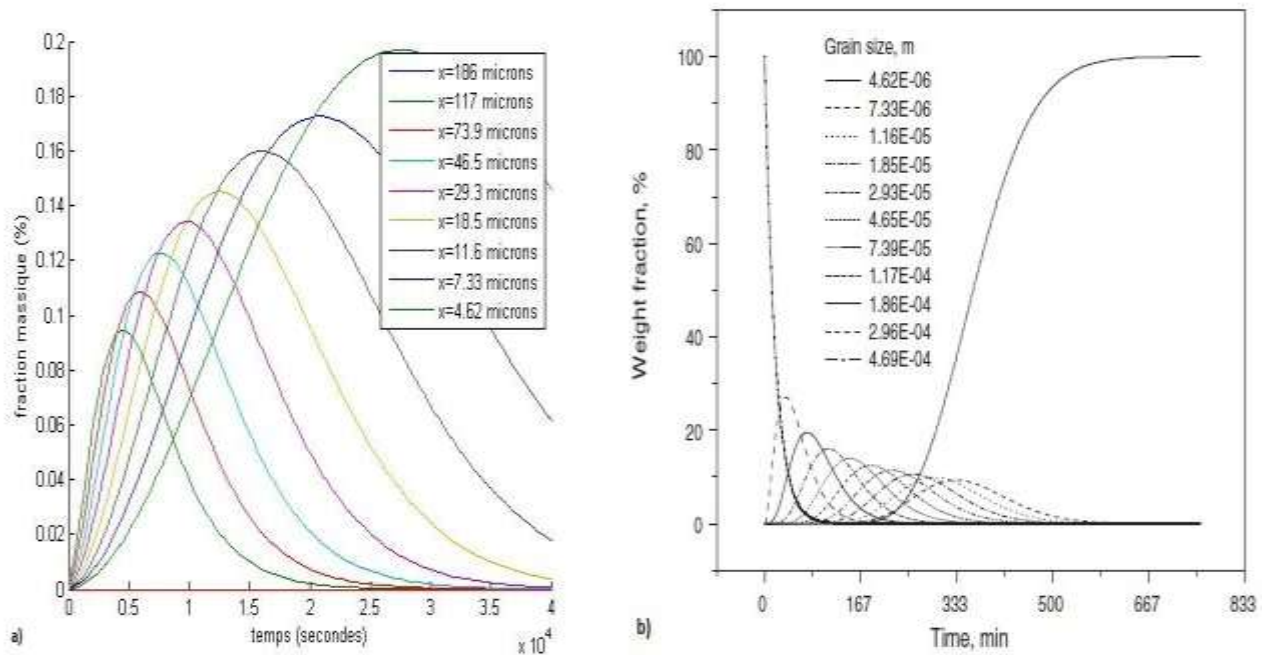 0.2
0.18
0.16
0.14
0.12
0.1
0.08
0.06
0.04
0.02
0
fraction massique (%)
x=186 microns
x=117 microns
x=73.9 microns
x=46.5 microns
x=29.3 microns
x=18.5 microns
x=11.6 microns
x=7.33 microns
x=4.62 microns
0 0.5 1 1.5 2 2.5 3 3.5 4
x 10^4
temps (secondes)
a)
100
80
60
40
20
0
Weight fraction, %
Grain size, m
4.62E-06
7.33E-06
1.16E-05
1.85E-05
2.93E-05
4.65E-05
7.39E-05
1.17E-04
1.86E-04
2.96E-04
4.69E-04
0 167 333 500 667 833
Time, min
b)